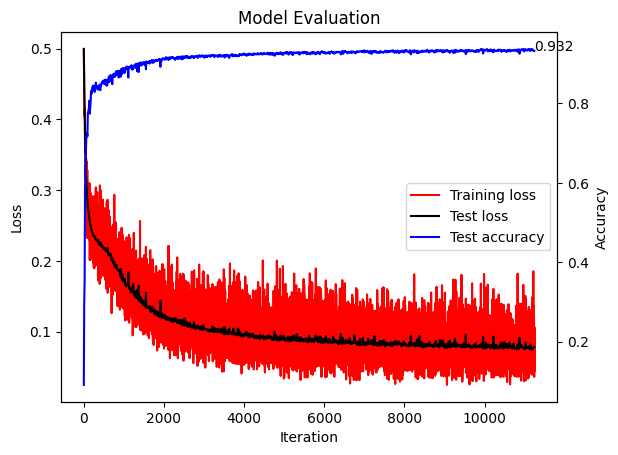 Model Evaluation
0.5
0.4
0.3
0.2
0.1
Loss
0.932
0.8
0.6
0.4
0.2
Accuracy
Training loss
Test loss
Test accuracy
0 2000 4000 6000 8000 10000
Iteration